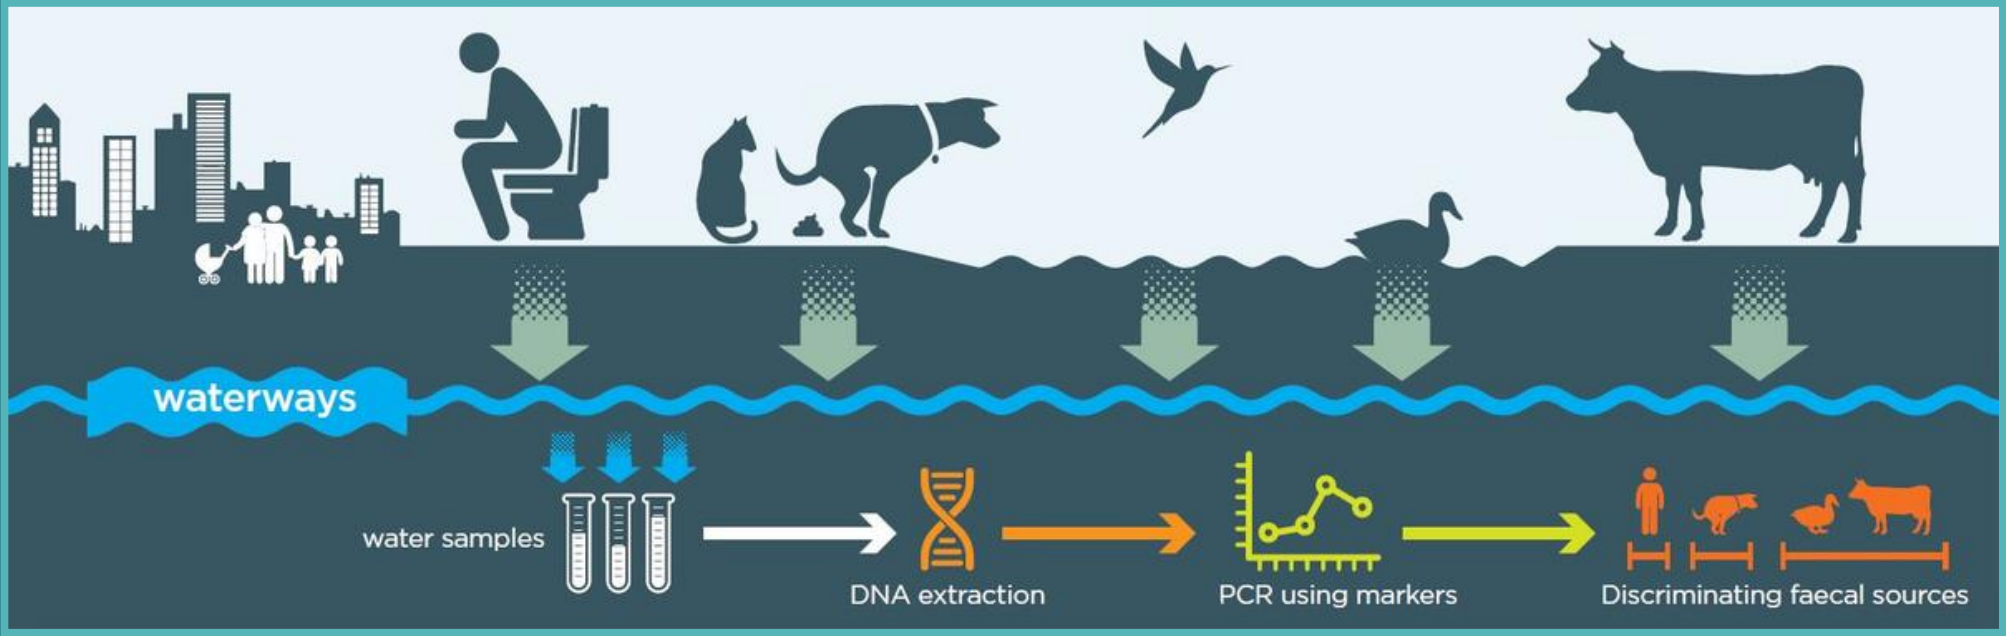 waterways
water samples
DNA extraction
PCR using markers
Discriminating faecal sources